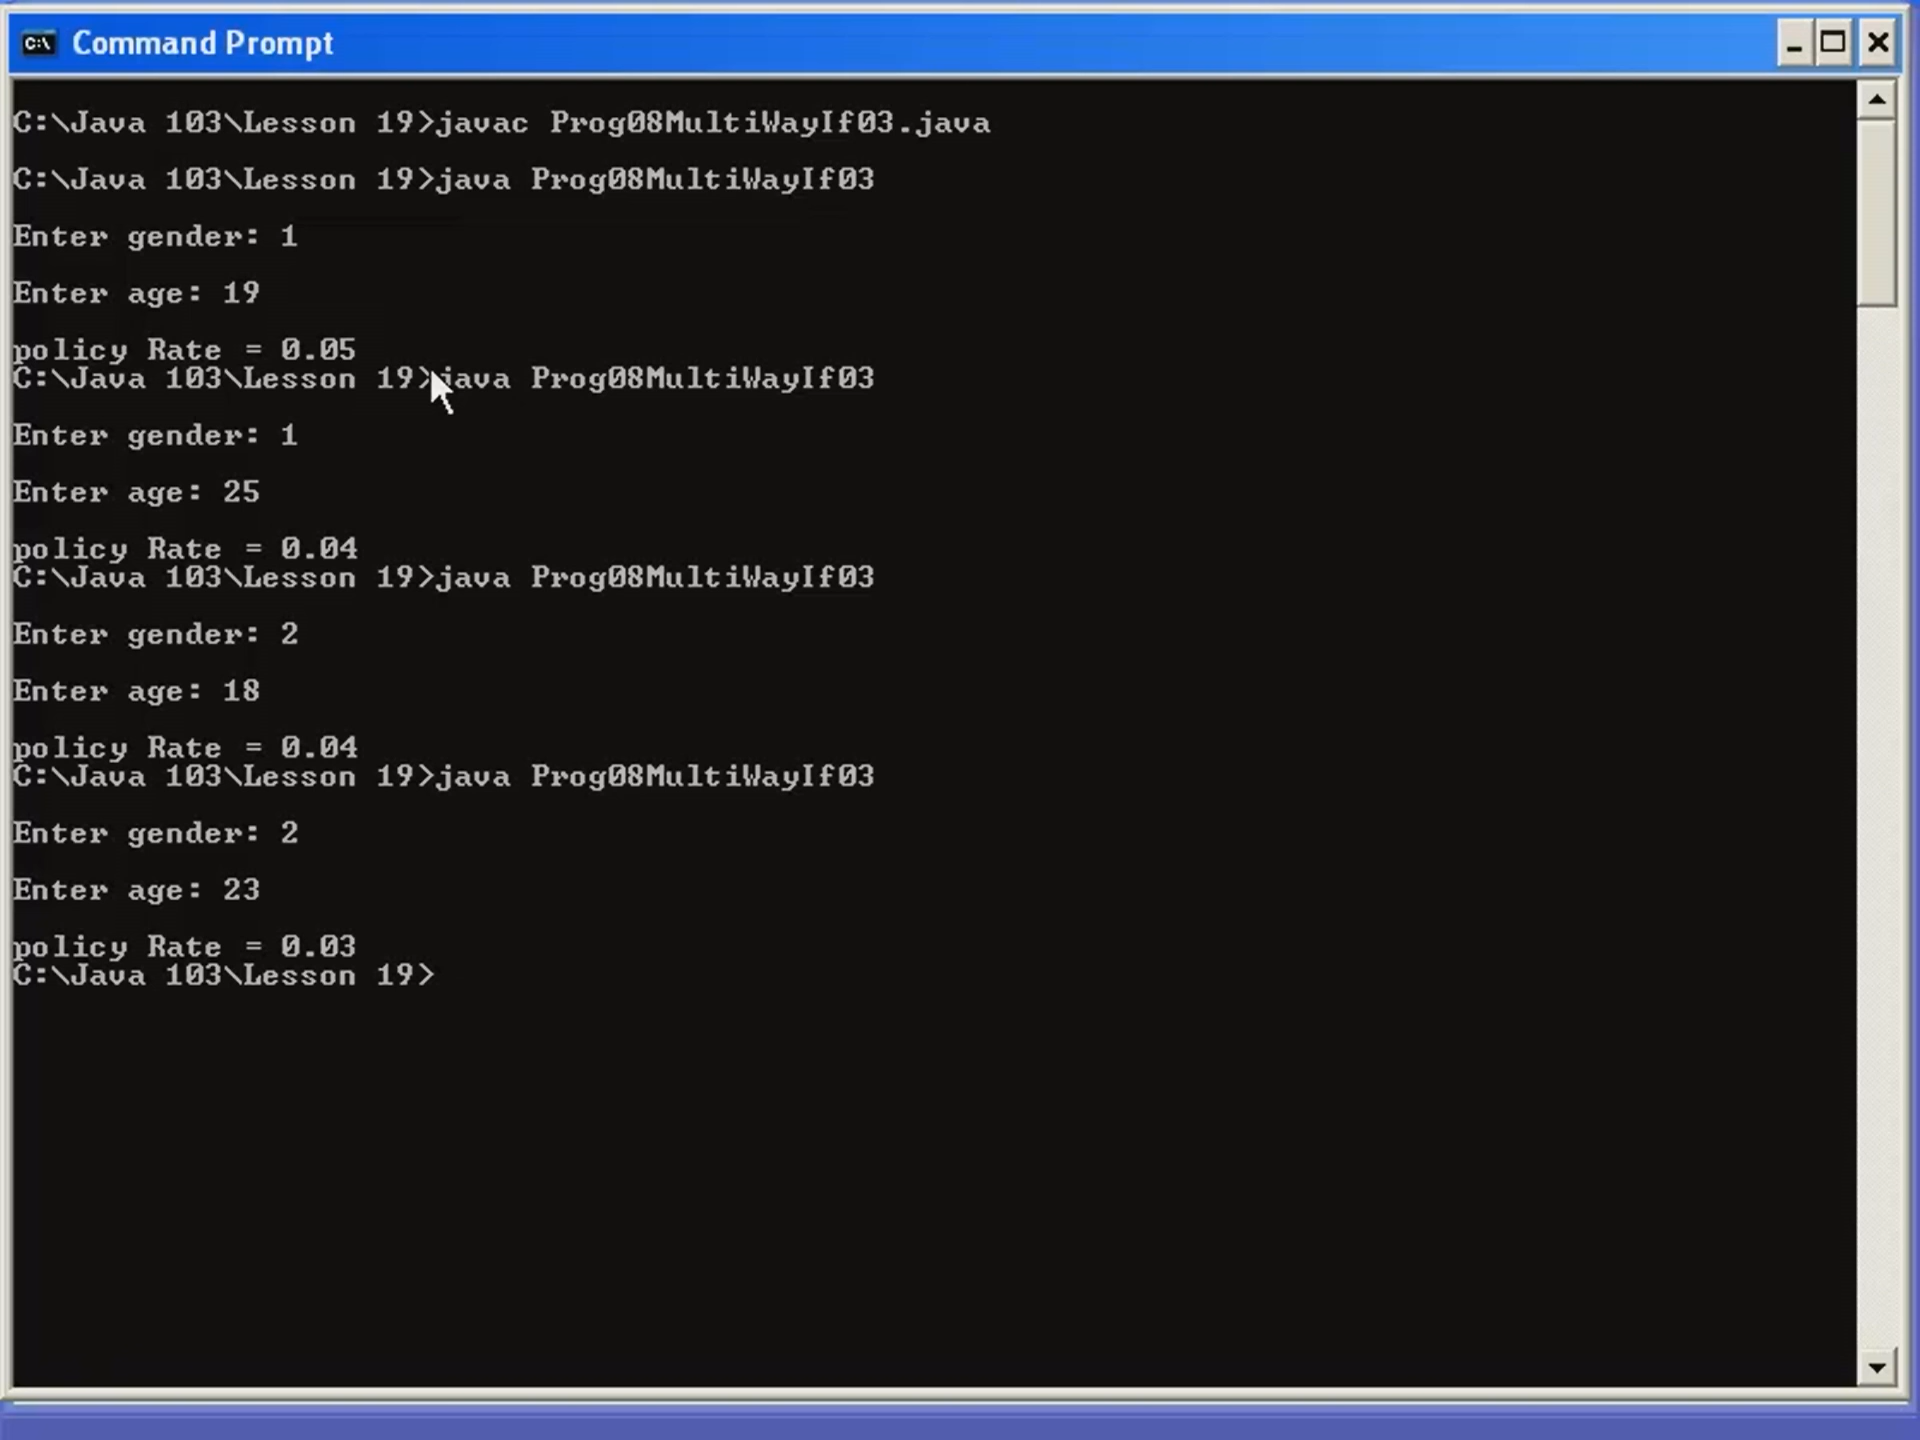 Command Prompt
C:\Java 103\Lesson 19>javac Prog08MultiWayIf03.java
C:\Java 103\Lesson 19>java Prog08MultiWayIf03
Enter gender: 1
Enter age: 19
policy Rate = 0.05
C:\Java 103\Lesson 19>java Prog08MultiWayIf03
Enter gender: 1
Enter age: 25
policy Rate = 0.04
C:\Java 103\Lesson 19>java Prog08MultiWayIf03
Enter gender: 2
Enter age: 18
policy Rate = 0.04
C:\Java 103\Lesson 19>java Prog08MultiWayIf03
Enter gender: 2
Enter age: 23
policy Rate = 0.03
C:\Java 103\Lesson 19>